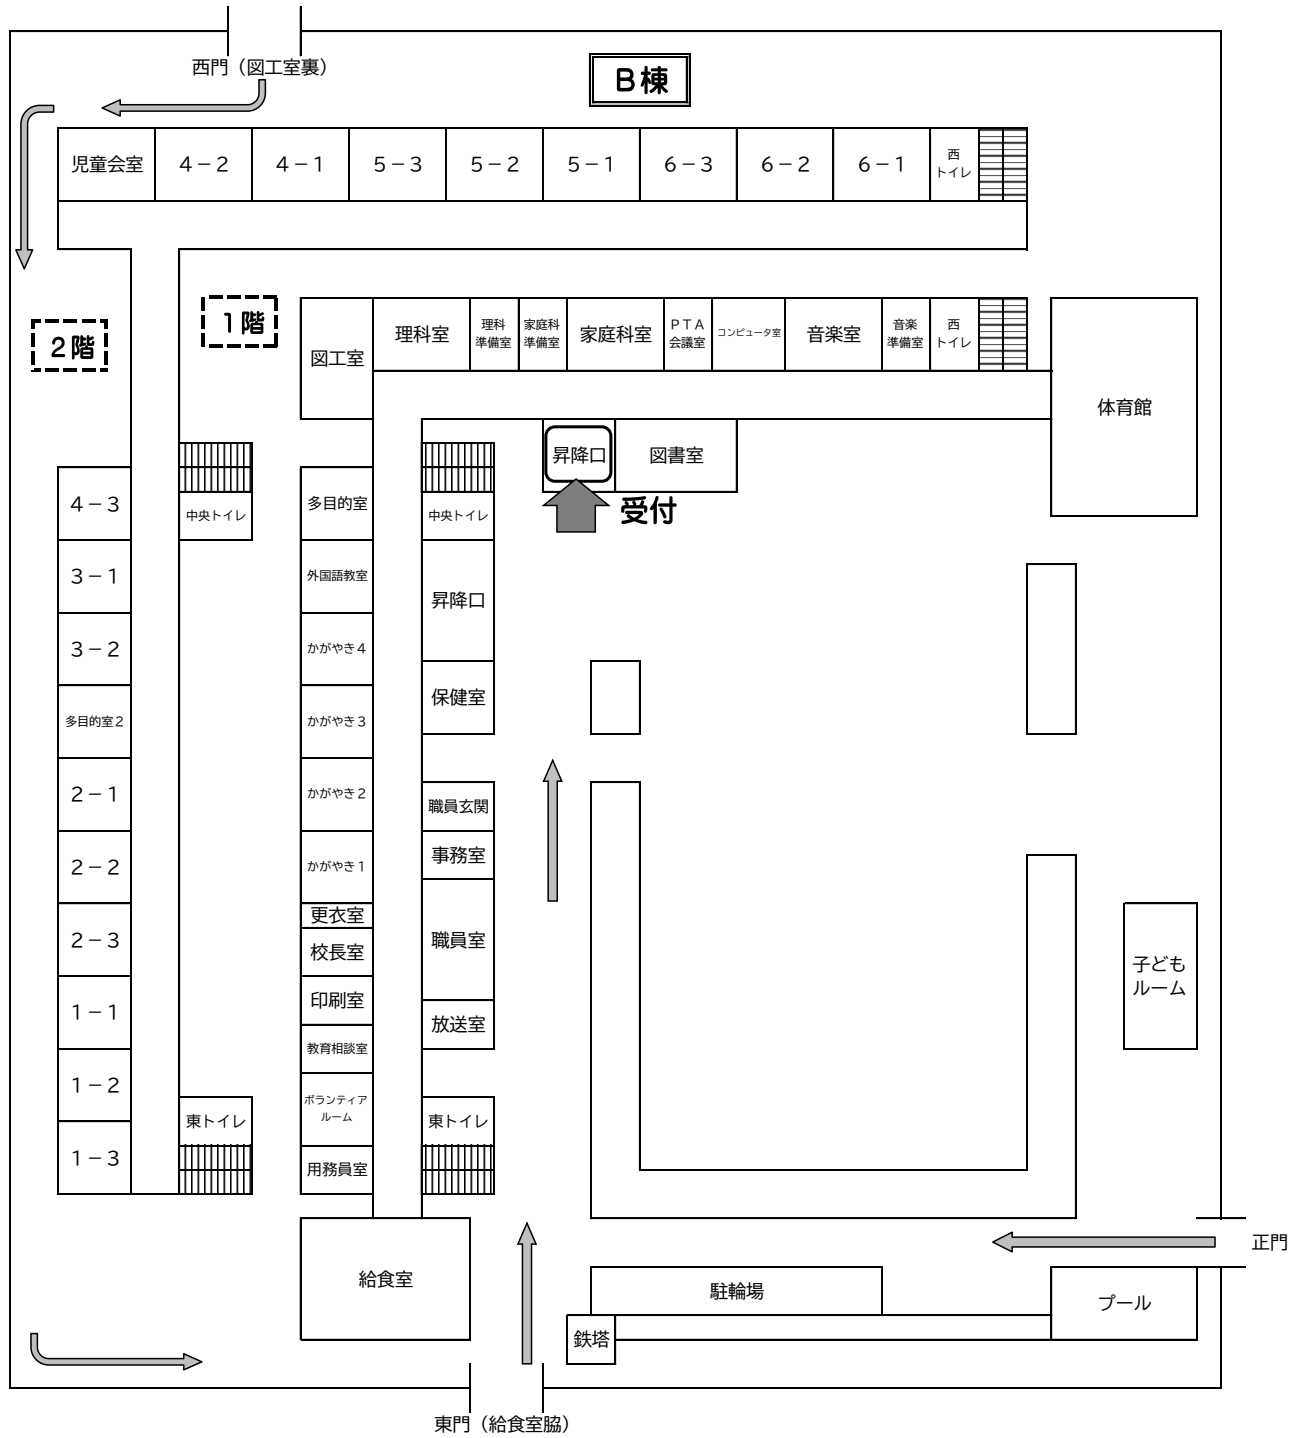 西門（図工室裏）
B棟
児童会室
４－２
４－１
５－３
５－２
５－１
６－３
６－２
６－１
西
トイレ
２階
１階
図工室
理科室
理科
準備室
家庭科
準備室
家庭科室
ＰＴＡ
会議室
コンピュータ室
音楽室
音楽
準備室
西
トイレ
体育館
昇降口
図書室
受付
４－３
３－１
３－２
多目的室２
２－１
２－２
２－３
１－１
１－２
１－３
中央トイレ
東トイレ
多目的室
外国語教室
かがやき４
かがやき３
かがやき２
かがやき１
更衣室
校長室
印刷室
教育相談室
ボランティア
ルーム
用務員室
中央トイレ
昇降口
保健室
職員玄関
事務室
職員室
放送室
東トイレ
子ども
ルーム
正門
給食室
駐輪場
プール
鉄塔
東門（給食室脇）